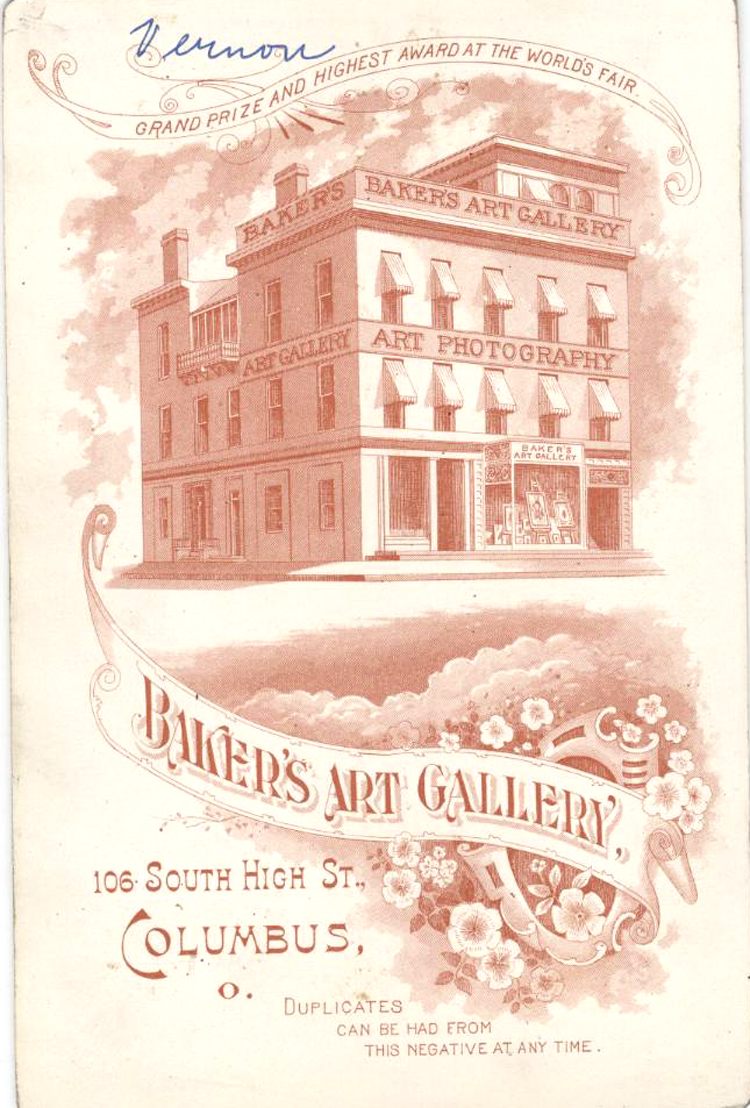 Vernon
GRAND PRIZE AND HIGHEST AWARD AT THE WORLD'S FAIR.
BAKER'S
BAKER'S ART GALLERY
ART GALLERY
ART PHOTOGRAPHY
BAKER'S
ART GALLERY
BAKER'S ART GALLERY,
106 SOUTH HIGH ST.,
COLUMBUS,
O.
DUPLICATES
CAN BE HAD FROM
THIS NEGATIVE AT ANY TIME.